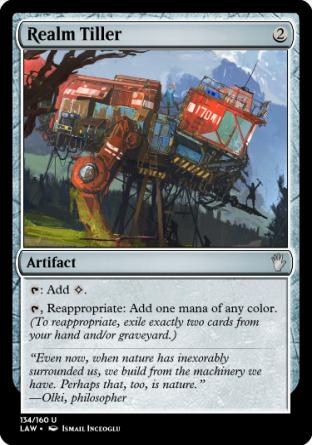 Realm Tiller 2
17041
Artifact
T: Add C.
T, Reappropriate: Add one mana of any color.
(To reappropriate, exile exactly two cards from
your hand and/or graveyard.)
“Even now, when nature has inexorably
surrounded us, we build from the machinery we
have. Perhaps that, too, is nature.”
—Olki, philosopher
134/160 U
LAW • Ismail Inceoglu